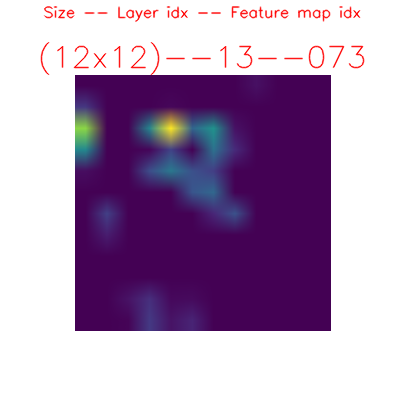 Size -- Layer idx -- Feature map idx
(12x12)--13--073